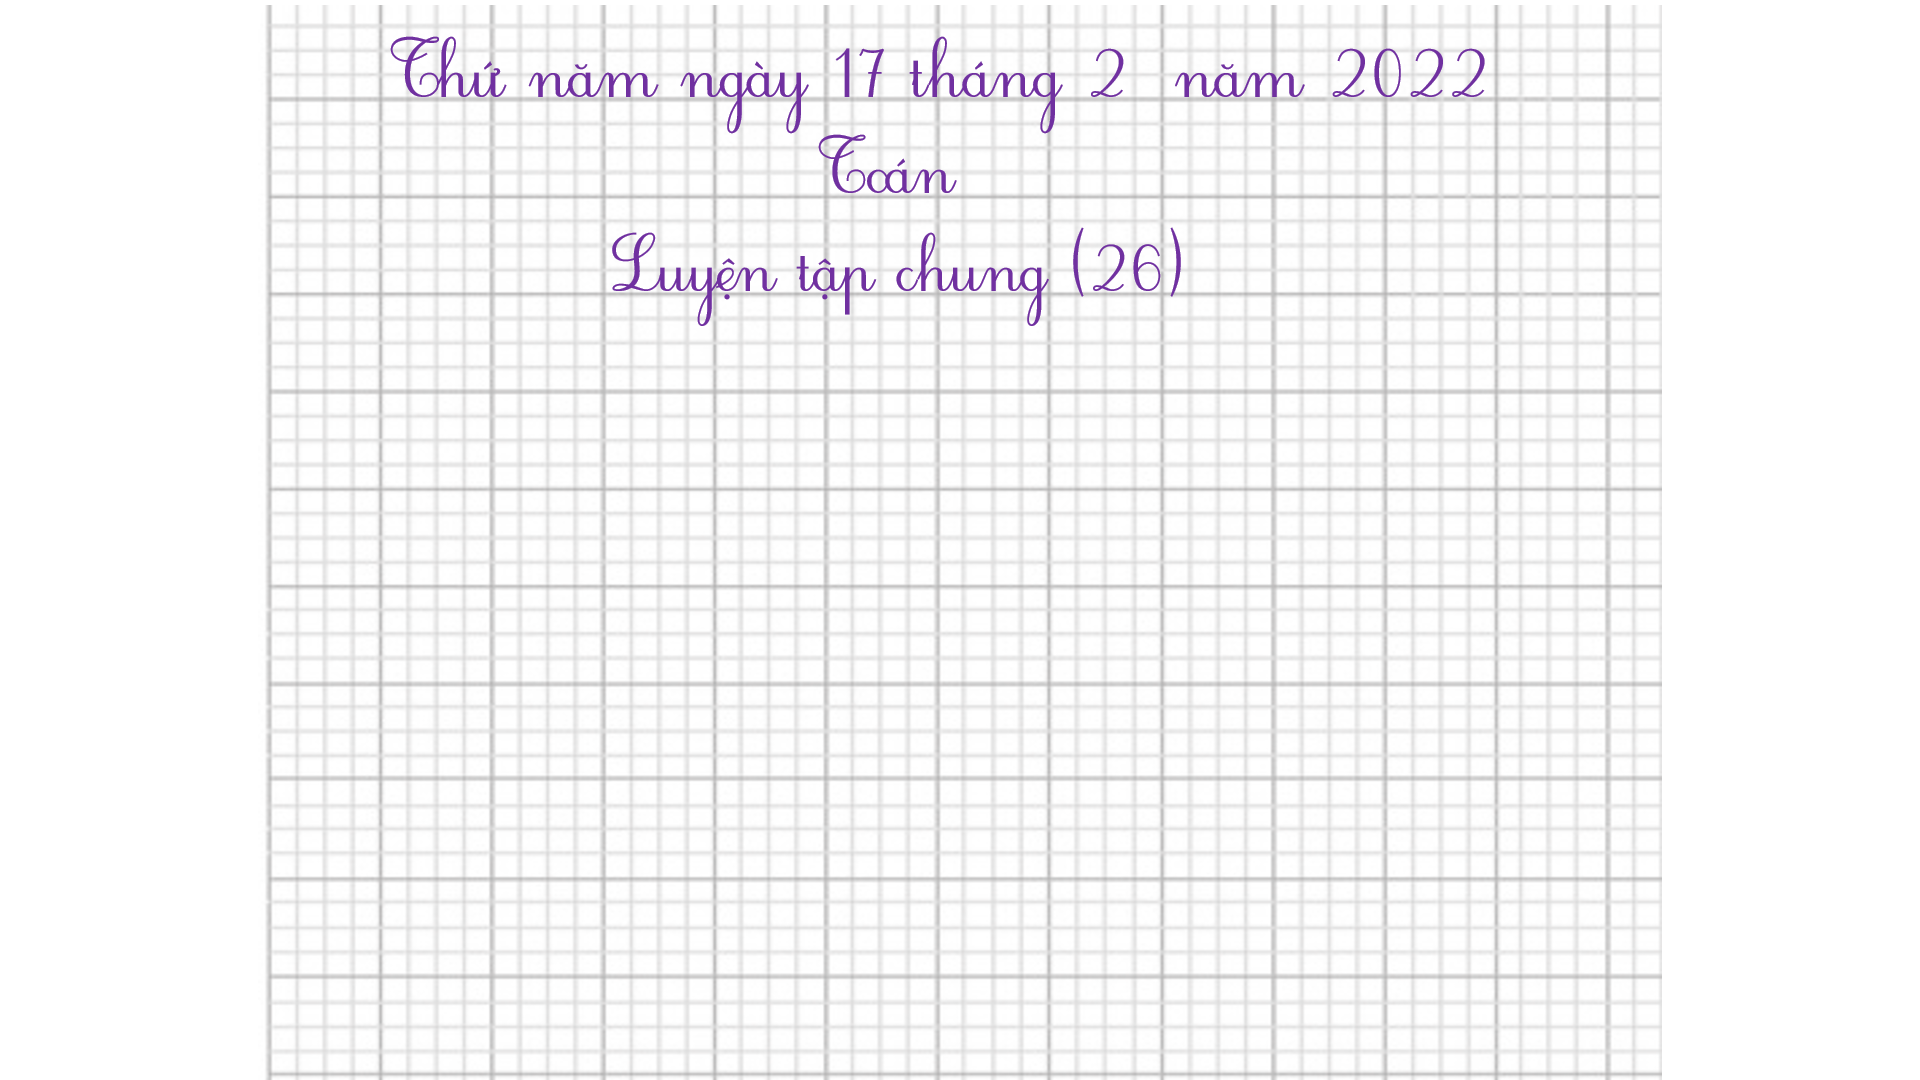 Thứ năm ngày 17 tháng 2 năm 2022
Toán
Luyện tập chung (26)